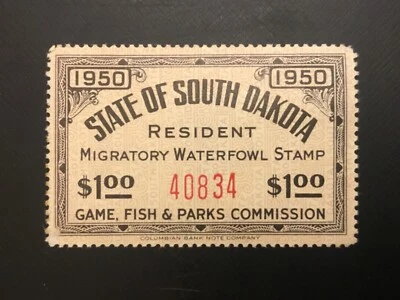 1950 1950
STATE OF SOUTH DAKOTA
RESIDENT
MIGRATORY WATERFOWL STAMP
$1.00 40834 $1.00
GAME, FISH & PARKS COMMISSION
COLUMBIAN BANK NOTE COMPANY